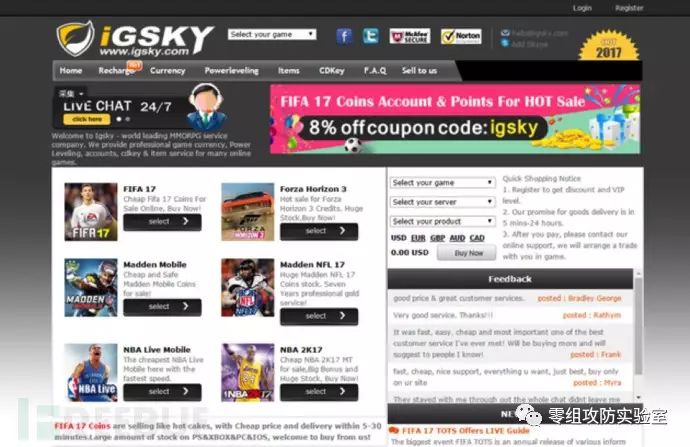 Login Register
iGSKY
www.igsky.com
Select your game
McAfee SECURE
Norton
HOT
2017
Home Recharge Currency Powerleveling Items CDKey F.A.Q Sell to us
采集
LIVE CHAT 24/7
click here
FIFA 17 Coins Account & Points For HOT Sale
8% off coupon code: igsky
Welcome to Igsky - world leading MMORPG service
company. We provide professional game currency, Power
Leveling, accounts, cdkey & item service for many online
games.
FIFA 17
Cheap Fifa 17 Coins For
Sale Online, Buy Now!
select
Forza Horizon 3
Hot sale for Forza
Horizon 3 Credits. Huge
Stock,Buy Now!
select
Madden Mobile
Cheap and Safe
Madden Mobile Coins
for sale!
select
Madden NFL 17
Huge Madden NFL 17
Coins stock. Seven
Years professional gold
service!
select
NBA Live Mobile
The cheapest NBA Live
Mobile here with the
fastest speed.
select
NBA 2K17
Cheap NBA 2K17 MT
for sale,Big Bonus and
Huge Stock, Buy Now!
select
FIFA 17 Coins are selling like hot cakes, with Cheap price and delivery within 5-30
minutes.Large amount of stock on PS&XBOX&PC&IOS, welcome to buy from us!
Select your game
Select your server
Select your product
USD EUR GBP AUD CAD
0.00 USD Buy Now
Quick Shopping Notice
1. Register to get discount and VIP
level.
2. Our promise for goods delivery is in
5 mins-24 hours.
3. After you pay, please contact our
online support, we will arrange a trade
with you in game.
Feedback
good price & great customer services. posted : Bradley George
Very good service. Thanks!!! posted : Rathym
It was fast, easy, cheap and most important one of the best
customer service I've ever met! Will be buying more and will
suggest to people I know! posted : Frank
fast, cheap, nice support, everything u want, just best, buy only
on ur site posted : Myra
They stayed with me through out the whole chat didnt leave me
NEWS
FIFA 17 TOTS Offers LIVE Guide
The biggest event FIFA TOTS is an annual release of various inform
零组攻防实验室